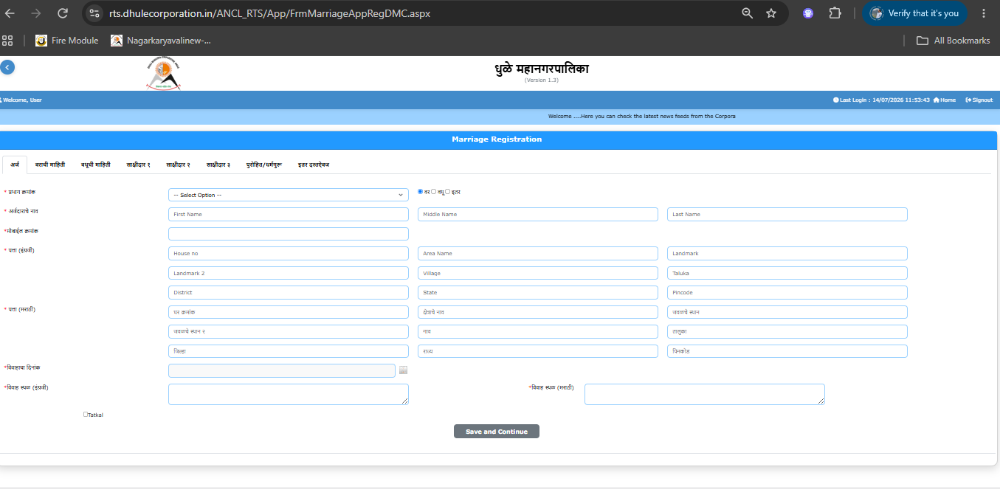 rts.dhulecorporation.in/ANCL_RTS/App/FrmMarriageAppRegDMC.aspx
Verify that it's you
Fire Module
Nagarkaryavalinew-...
All Bookmarks
धुळे महानगरपालिका
(Version 1.3)
Welcome, User
Last Login : 14/07/2026 11:53:43 Home Signout
Welcome ....Here you can check the latest news feeds from the Corpora
Marriage Registration
अर्ज वराची माहिती वधूची माहिती साक्षीदार १ साक्षीदार २ साक्षीदार ३ पुरोहित/धर्मगुरू इतर दस्तऐवज
* प्रभाग क्रमांक -- Select Option -- वर वधू इतर
* अर्जदाराचे नाव First Name Middle Name Last Name
*मोबाईल क्रमांक
* पत्ता (इंग्रजी) House no Area Name Landmark
Landmark 2 Village Taluka
District State Pincode
* पत्ता (मराठी) घर क्रमांक क्षेत्राचे नाव जवळचे स्थान
जवळचे स्थान २ गाव तालुका
जिल्हा राज्य पिनकोड
*विवाहाचा दिनांक
*विवाह स्थळ (इंग्रजी) *विवाह स्थळ (मराठी)
Tatkal
Save and Continue